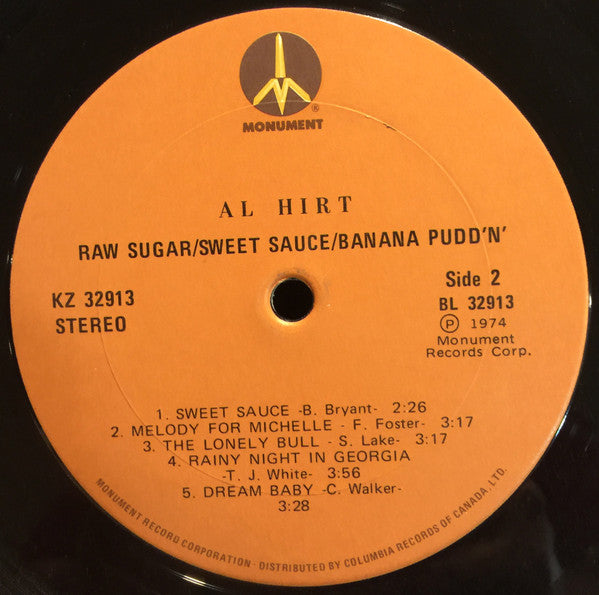 ®
MONUMENT
AL HIRT
RAW SUGAR/SWEET SAUCE/BANANA PUDD'N'
KZ 32913
STEREO
Side 2
BL 32913
℗ 1974
Monument
Records Corp.
1. SWEET SAUCE -B. Bryant- 2:26
2. MELODY FOR MICHELLE - F. Foster- 3:17
3. THE LONELY BULL - S. Lake- 3:17
4. RAINY NIGHT IN GEORGIA
-T. J. White- 3:56
5. DREAM BABY -C. Walker-
3:28
MONUMENT RECORD CORPORATION - DISTRIBUTED BY COLUMBIA RECORDS OF CANADA, LTD.